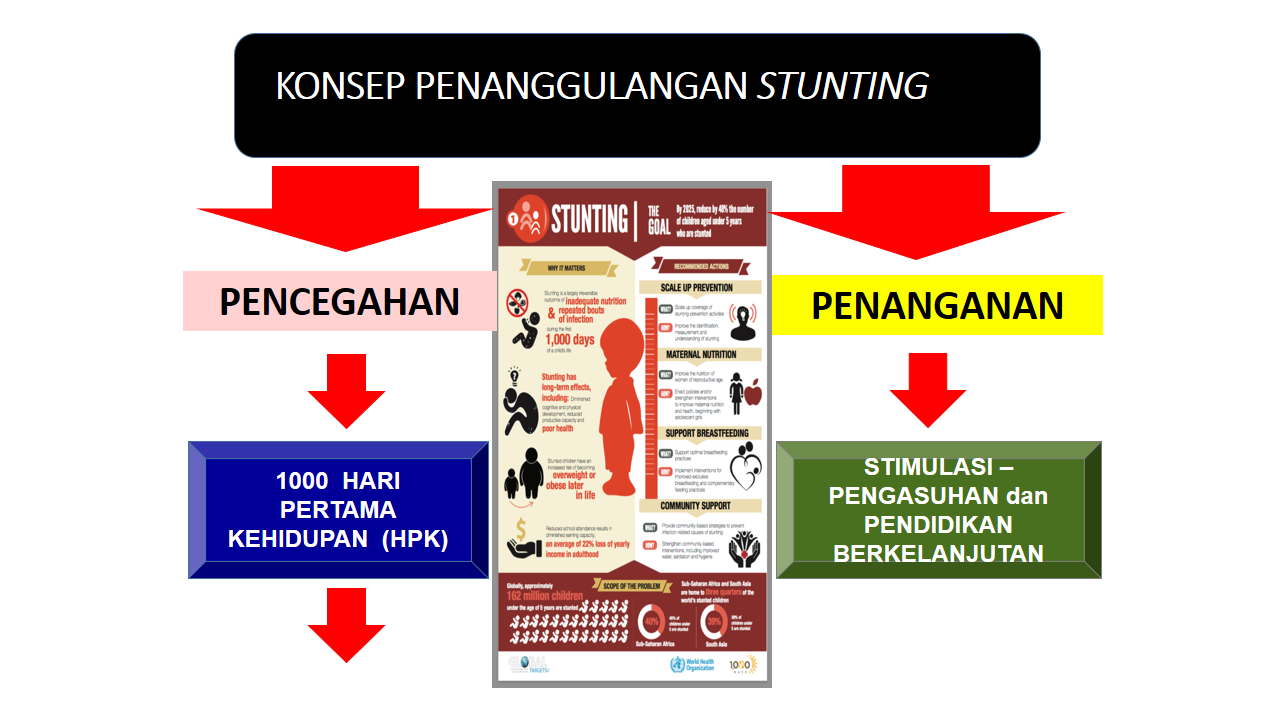 KONSEP PENANGGULANGAN STUNTING
PENCEGAHAN
1000 HARI
PERTAMA
KEHIDUPAN (HPK)
1
STUNTING
THE
GOAL
By 2025, reduce by 40% the number
of children aged under 5 years
who are stunted
WHY IT MATTERS
Stunting is a largely irreversible
outcome of inadequate nutrition
& repeated bouts
of infection
during the first
1,000 days
of a child's life
Stunting has
long-term effects,
including: Diminished
cognitive and physical
development, reduced
productive capacity and
poor health
Stunted children have an
increased risk of becoming
overweight or
obese later
in life
$
Reduced school attendance results in
diminished earning capacity,
an average of 22% loss of yearly
income in adulthood
RECOMMENDED ACTIONS
SCALE UP PREVENTION
WHAT?
Scale up coverage of
stunting prevention activities
HOW?
Improve the identification,
measurement and
understanding of stunting
MATERNAL NUTRITION
WHAT?
Improve the nutrition of
women of reproductive age
HOW?
Enact policies and/or
strengthen interventions
to improve maternal nutrition
and health, beginning with
adolescent girls
SUPPORT BREASTFEEDING
WHAT?
Support optimal breastfeeding
practices
HOW?
Implement interventions for
improved exclusive
breastfeeding and complementary
feeding practices
COMMUNITY SUPPORT
WHAT?
Provide community-based strategies to prevent
infection-related causes of stunting
HOW?
Strengthen community-based
interventions, including improved
water, sanitation and hygiene
SCOPE OF THE PROBLEM
Globally, approximately
162 million children
under the age of 5 years are stunted
Sub-Saharan Africa and South Asia
are home to three quarters of the
world's stunted children
40%
40% of
children under
5 are stunted
Sub-Saharan Africa
39%
39% of
children under
5 are stunted
South Asia
GLOBAL
TARGETS
World Health
Organization
1,000
DAYS
PENANGANAN
STIMULASI –
PENGASUHAN dan
PENDIDIKAN
BERKELANJUTAN